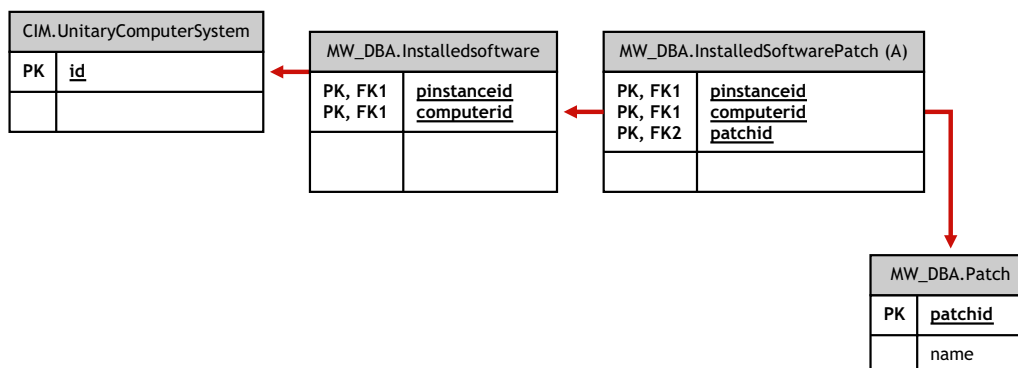 CIM.UnitaryComputerSystem
PK id
MW_DBA.Installedsoftware
PK, FK1 pinstanceid
PK, FK1 computerid
MW_DBA.InstalledSoftwarePatch (A)
PK, FK1 pinstanceid
PK, FK1 computerid
PK, FK2 patchid
MW_DBA.Patch
PK patchid
name